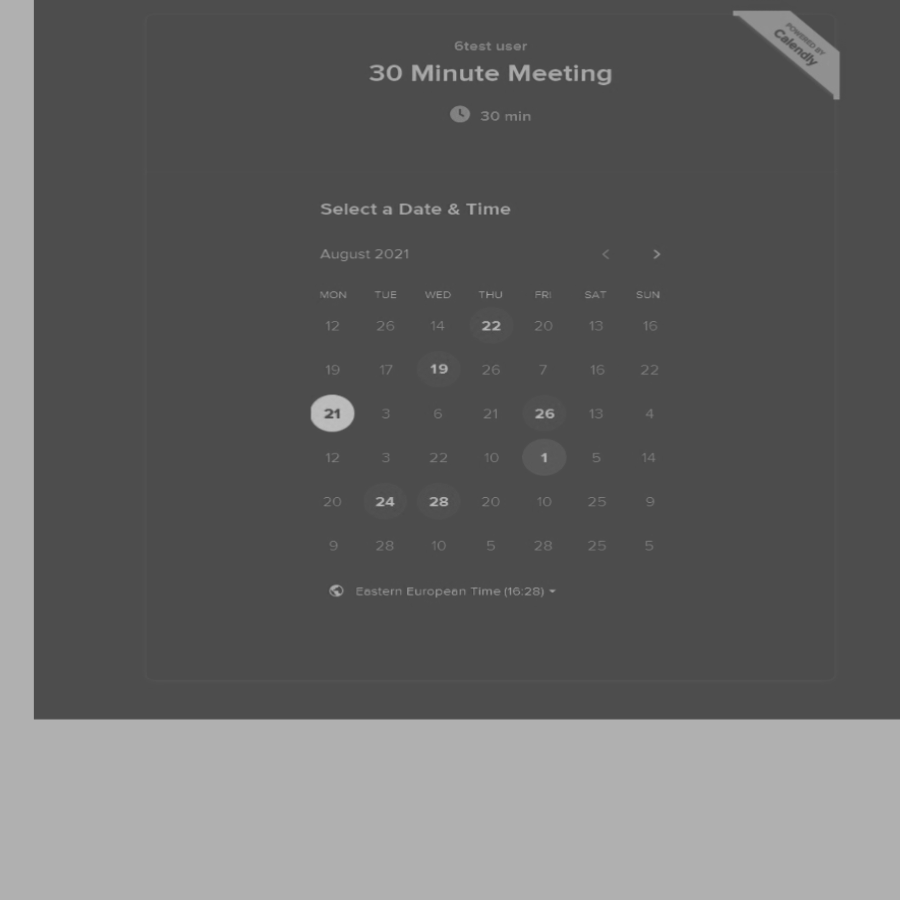 POWERED BY
Calendly
6test user
30 Minute Meeting
30 min
Select a Date & Time
August 2021
MON TUE WED THU FRI SAT SUN
12 26 14 22 20 13 16
19 17 19 26 7 16 22
21 3 6 21 26 13 4
12 3 22 10 1 5 14
20 24 28 20 10 25 9
9 28 10 5 28 25 5
Eastern European Time (16:28)